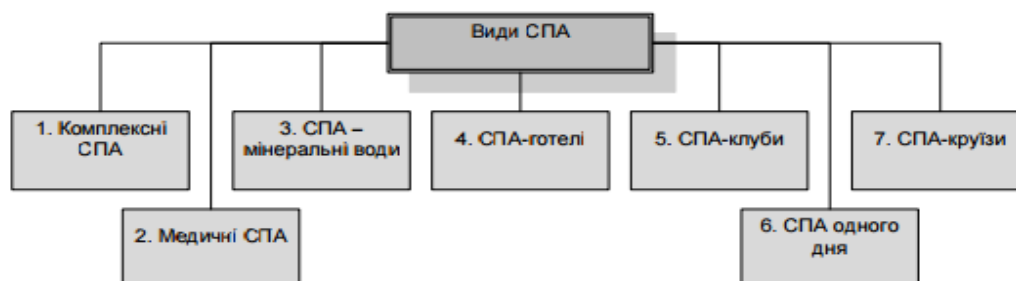 Види СПА
1. Комплексні
СПА
2. Медичні СПА
3. СПА –
мінеральні води
4. СПА-готелі
5. СПА-клуби
6. СПА одного
дня
7. СПА-круїзи